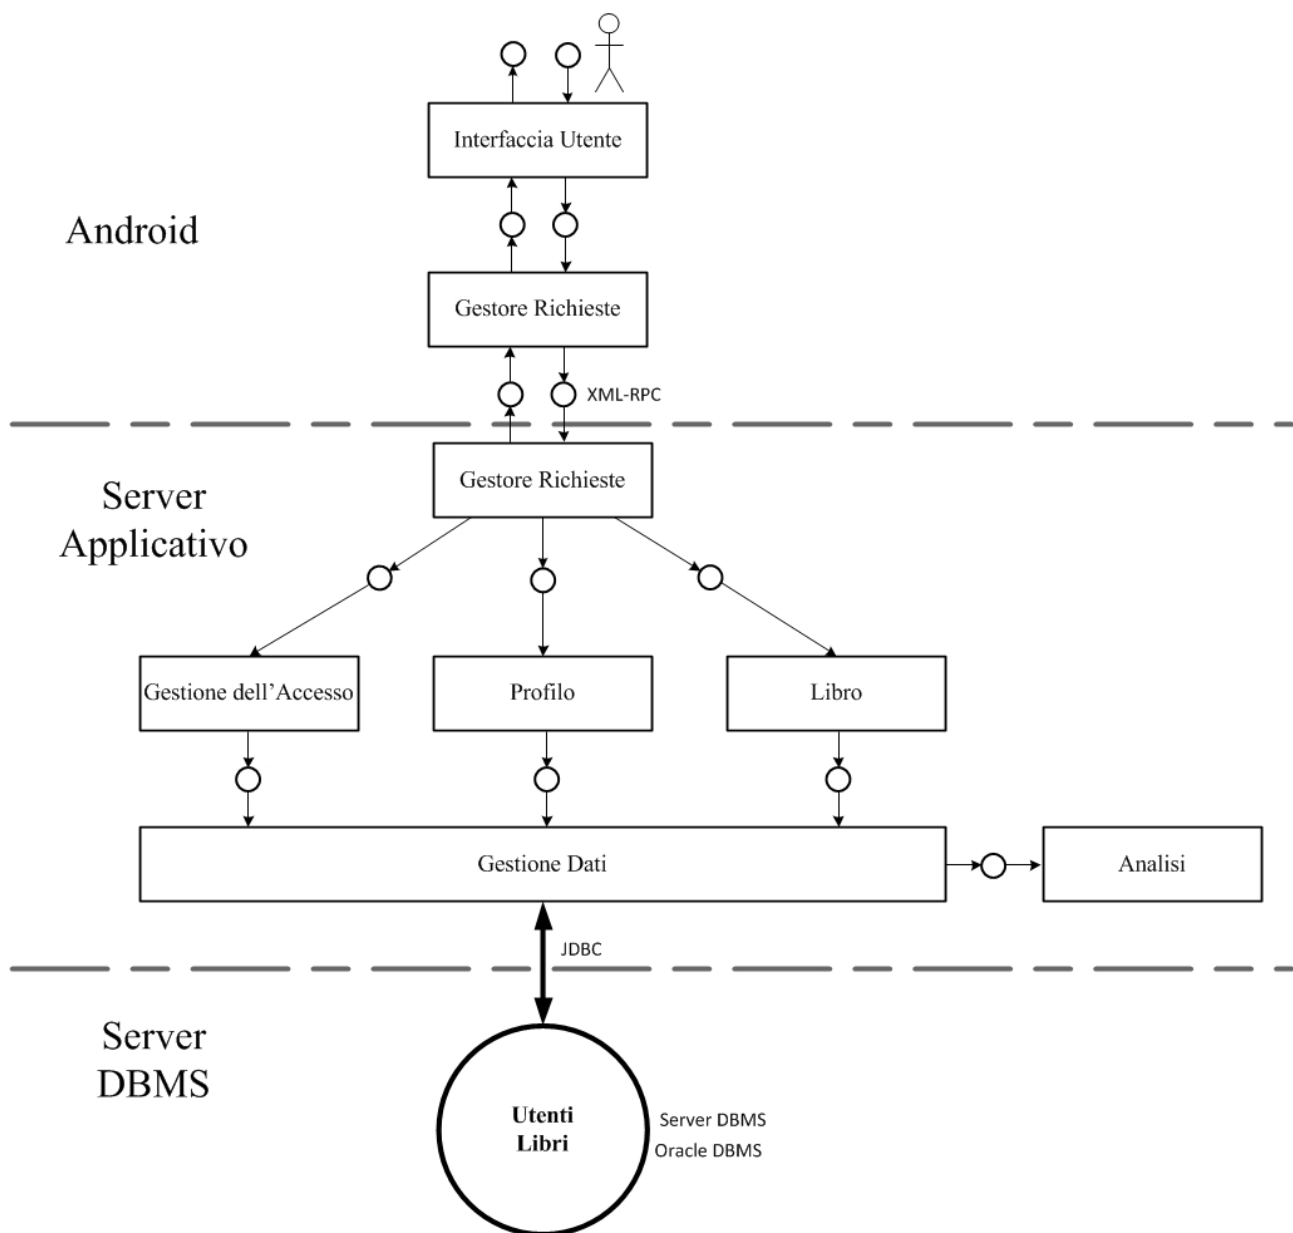 Interfaccia Utente
Android
Gestore Richieste
XML-RPC
Server
Applicativo
Gestore Richieste
Gestione dell’Accesso
Profilo
Libro
Gestione Dati
Analisi
JDBC
Server
DBMS
Utenti
Libri
Server DBMS
Oracle DBMS